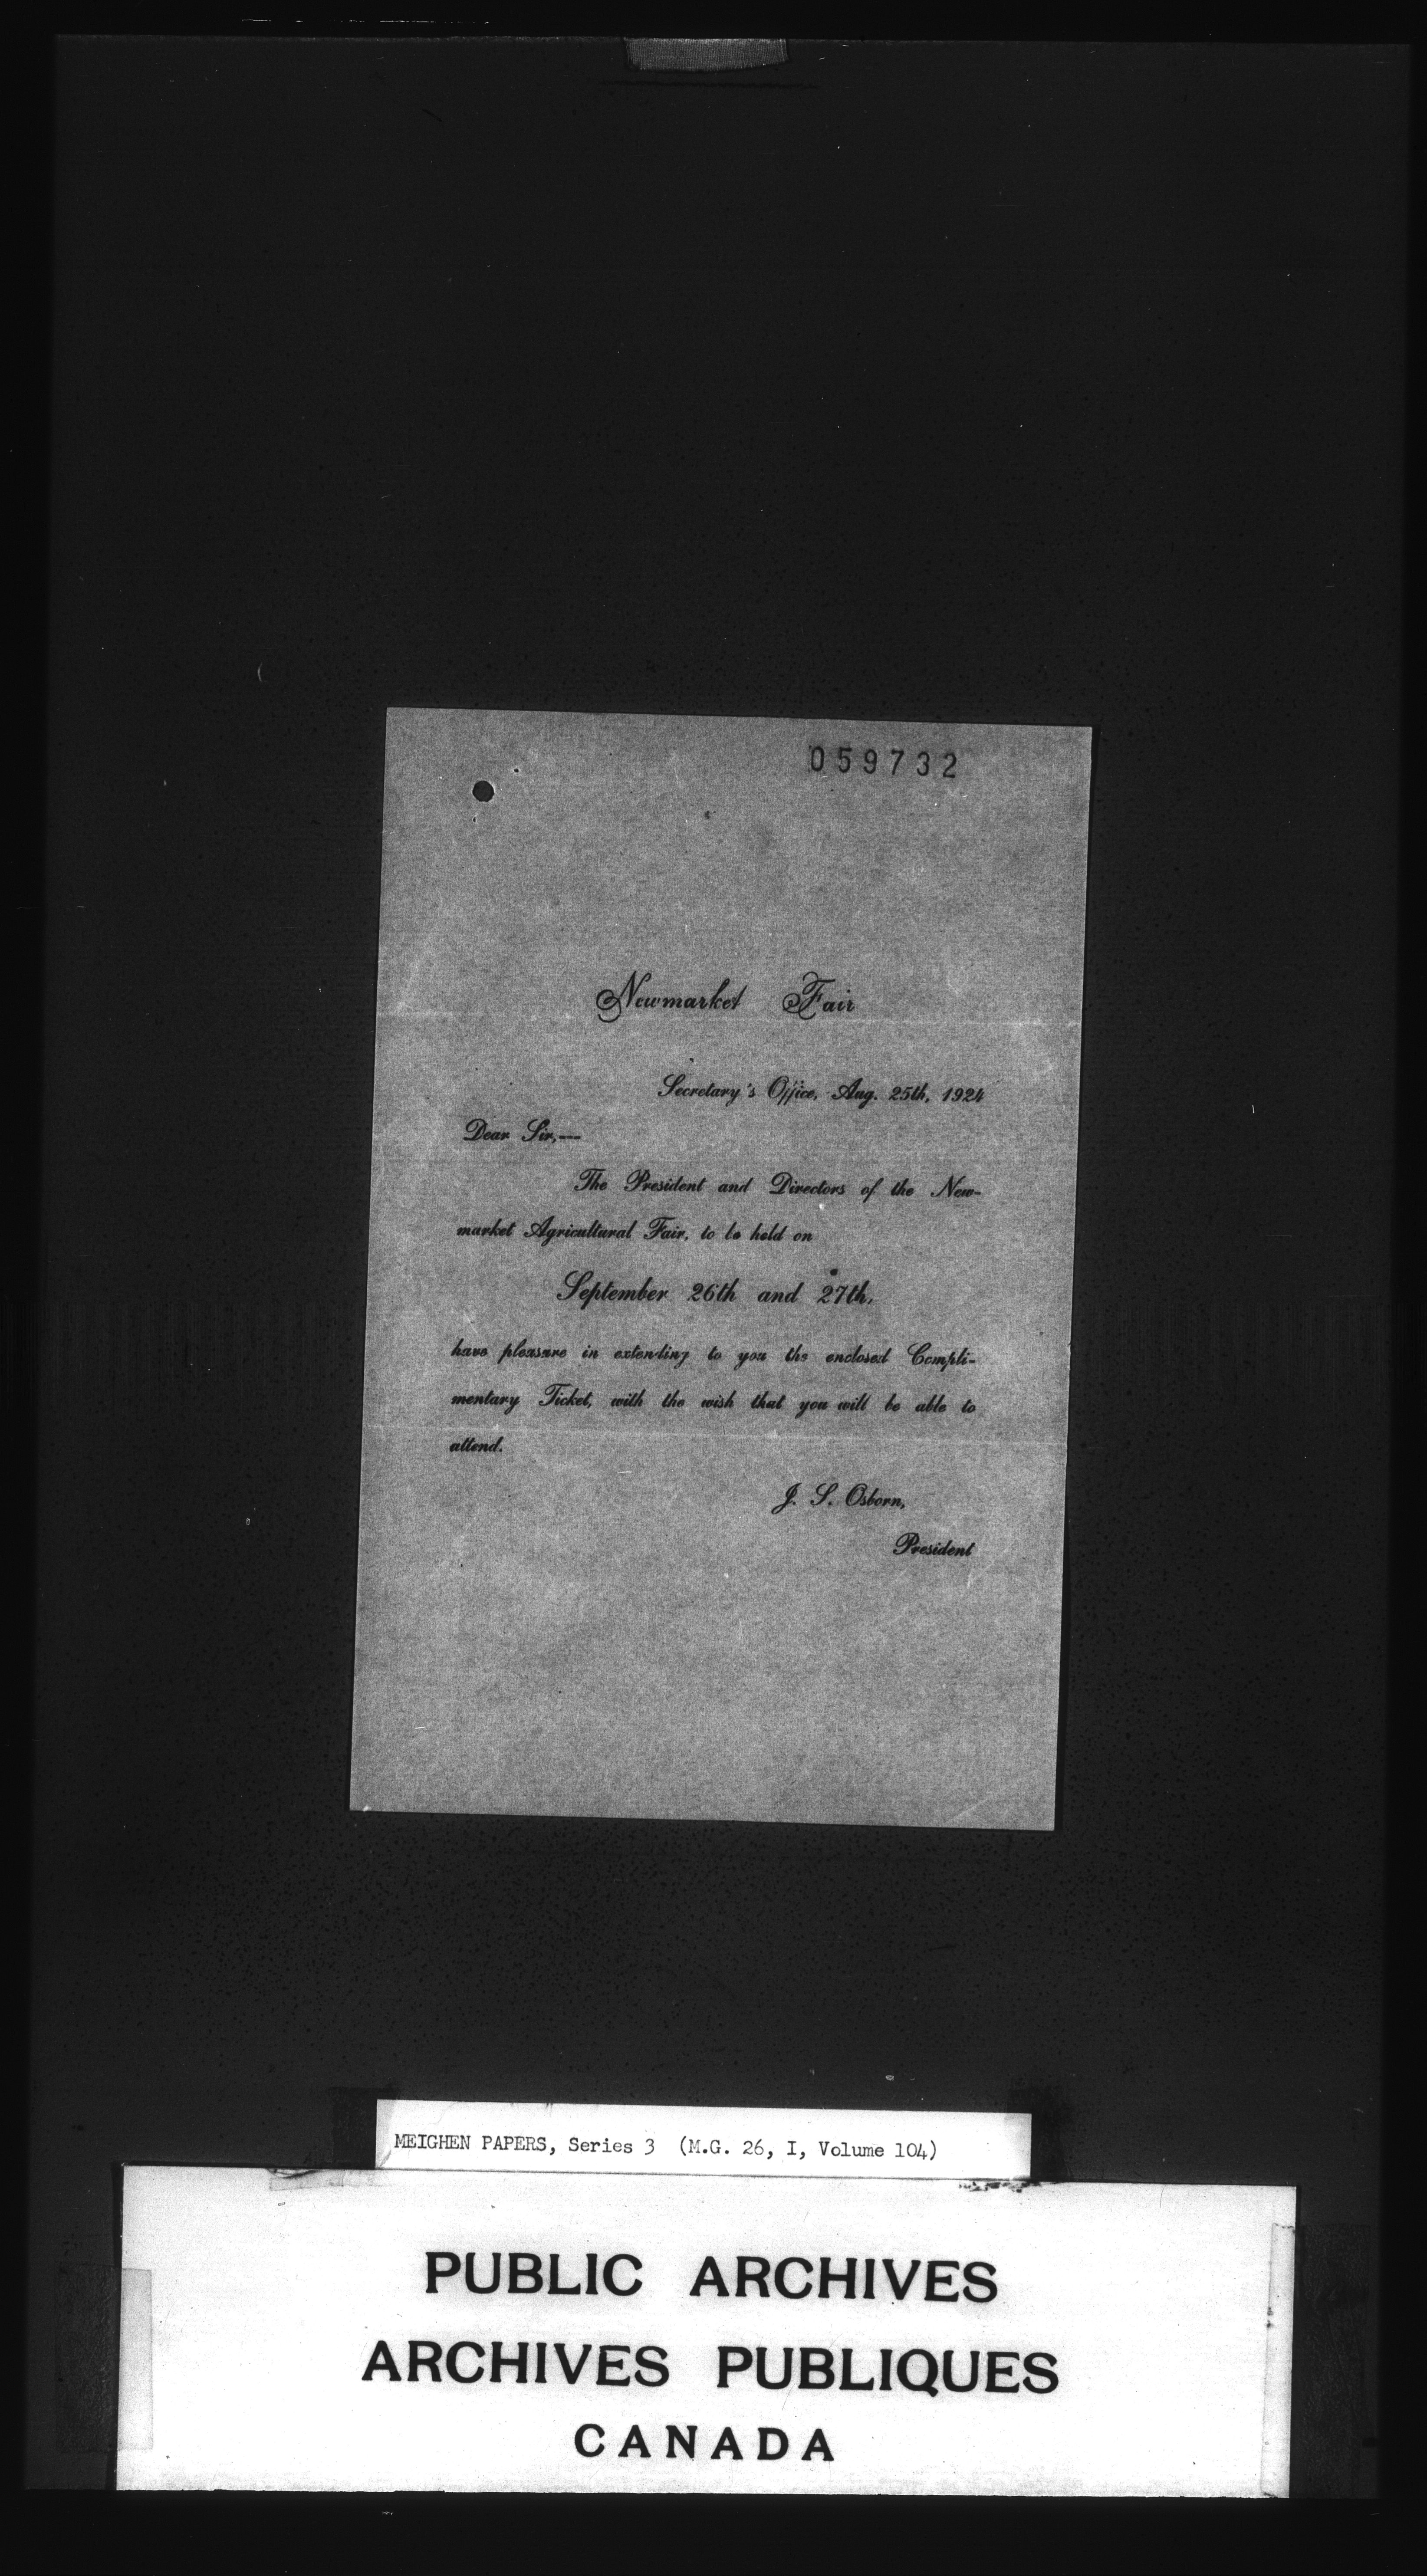 059732
Newmarket Fair
Secretary's Office, Aug. 25th, 1924
Dear Sir,—
The President and Directors of the New-
market Agricultural Fair, to be held on
September 26th and 27th,
have pleasure in extending to you the enclosed Compli-
mentary Ticket, with the wish that you will be able to
attend.
J. S. Osborn,
President
MEIGHEN PAPERS, Series 3 (M.G. 26, I, Volume 104)
PUBLIC ARCHIVES
ARCHIVES PUBLIQUES
CANADA